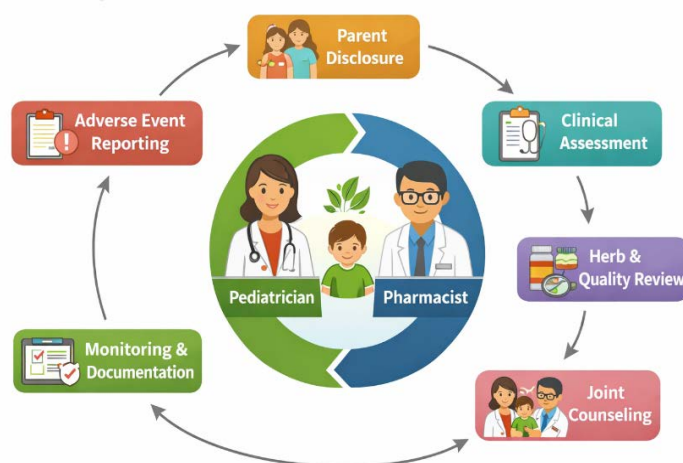 Parent
Disclosure
Adverse Event
Reporting
Clinical
Assessment
Herb &
Quality Review
Pediatrician
Pharmacist
Monitoring &
Documentation
Joint
Counseling